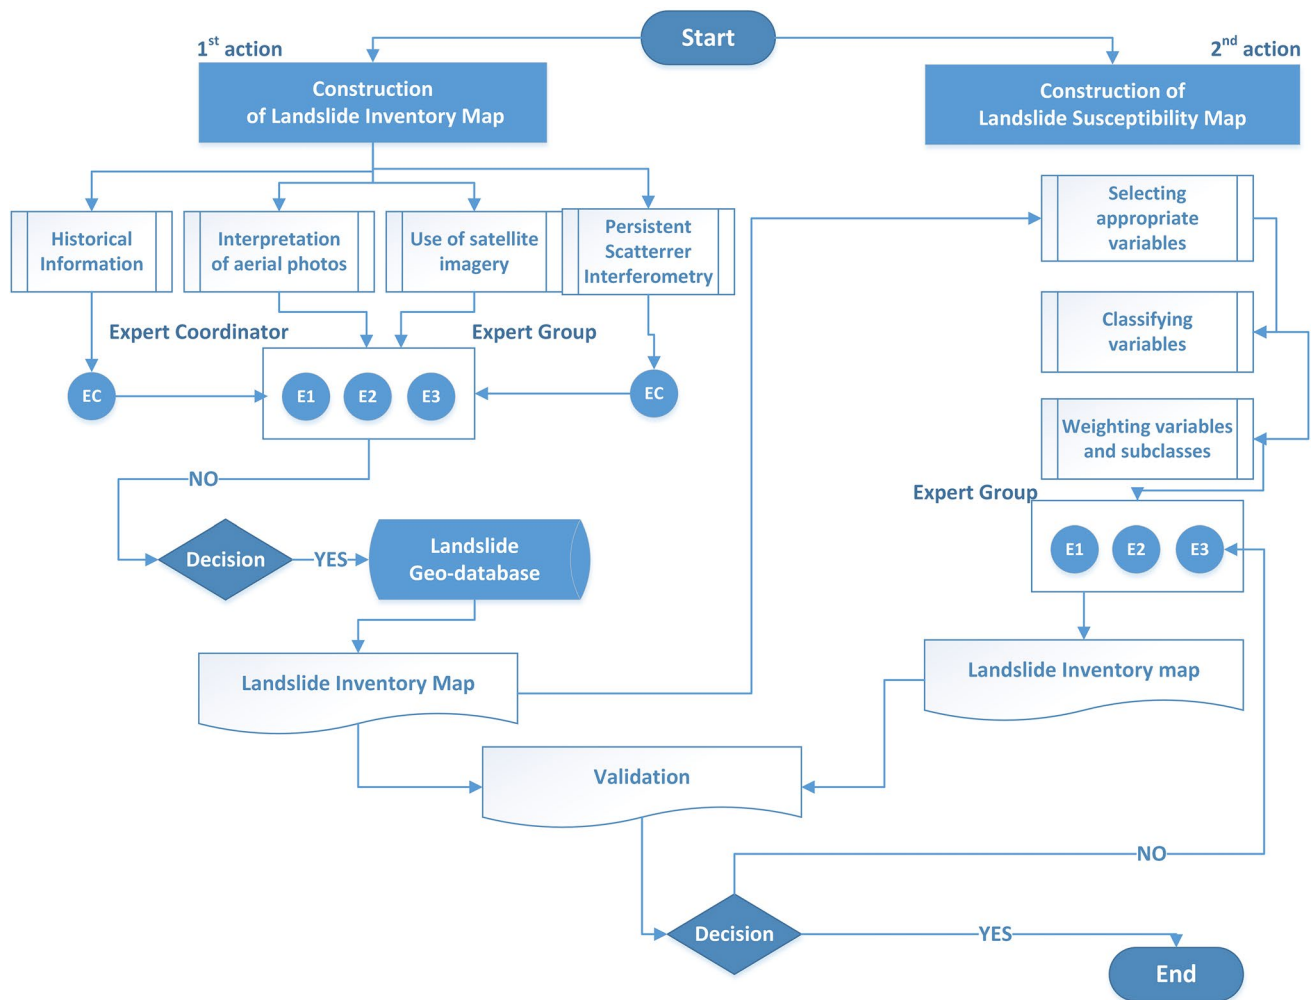 Start
1st action
2nd action
Construction
of Landslide Inventory Map
Construction of
Landslide Susceptibility Map
Historical
Information
Interpretation
of aerial photos
Use of satellite
imagery
Persistent
Scatterrer
Interferometry
Selecting
appropriate
variables
Classifying
variables
Weighting variables
and subclasses
Expert Coordinator
Expert Group
EC
E1
E2
E3
EC
NO
Decision
YES
Landslide
Geo-database
Expert Group
E1
E2
E3
Landslide Inventory Map
Landslide Inventory map
Validation
NO
Decision
YES
End